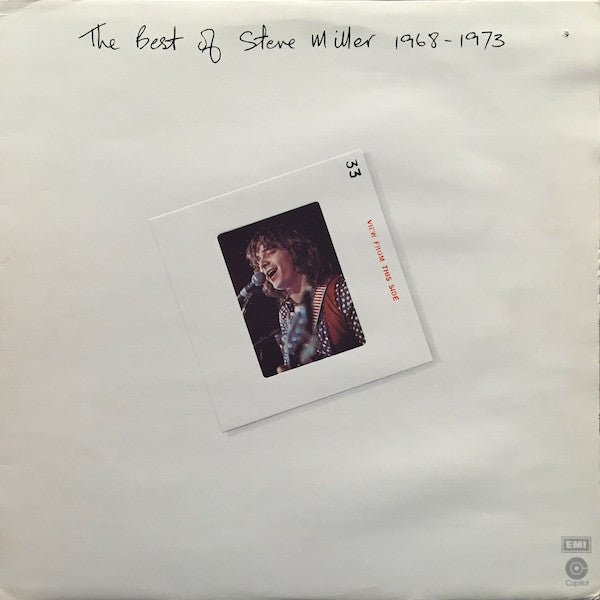 The Best of Steve Miller 1968-1973
33
VIEW FROM THIS SIDE
EMI
Capitol